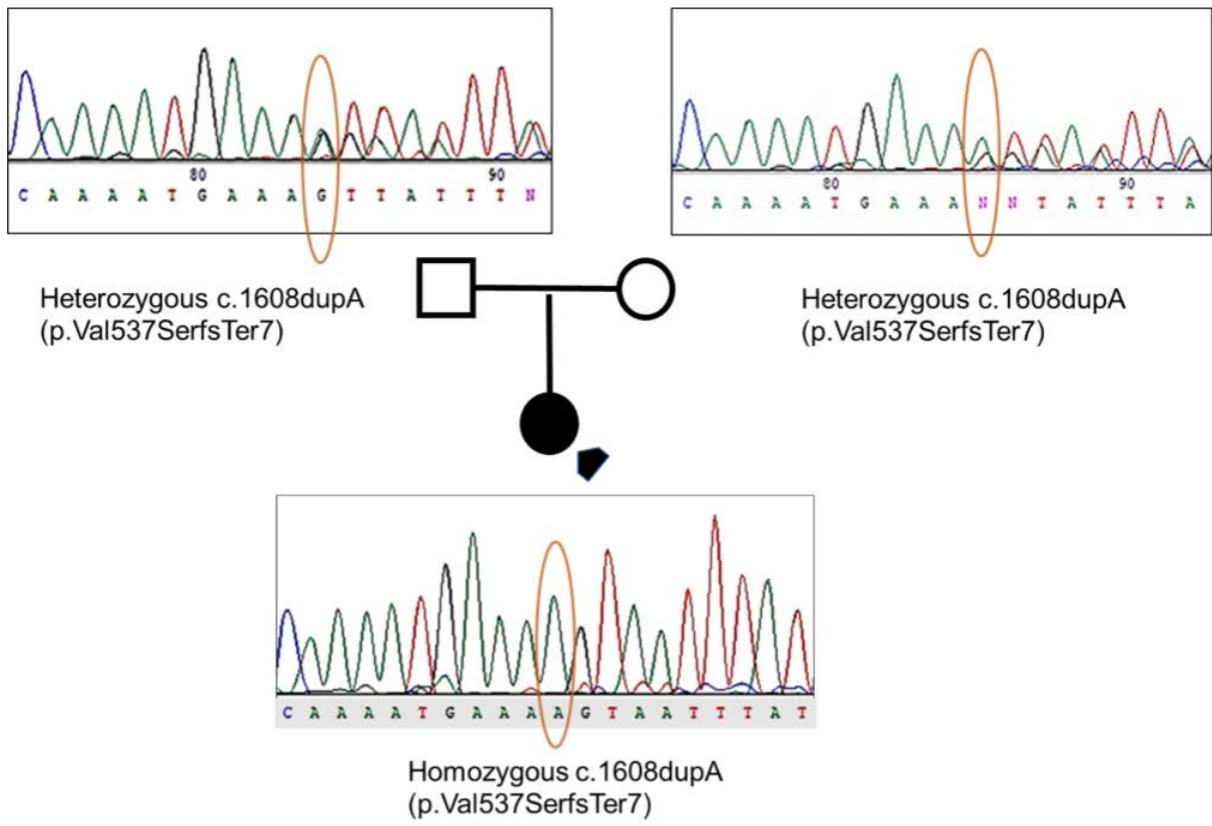 80 90
C A A A A T G A A A G T T A T T T N
80 90
C A A A A T G A A A N N T A T T T A
Heterozygous c.1608dupA
(p.Val537SerfsTer7)
Heterozygous c.1608dupA
(p.Val537SerfsTer7)
C A A A A T G A A A A G T A A T T T A T
Homozygous c.1608dupA
(p.Val537SerfsTer7)